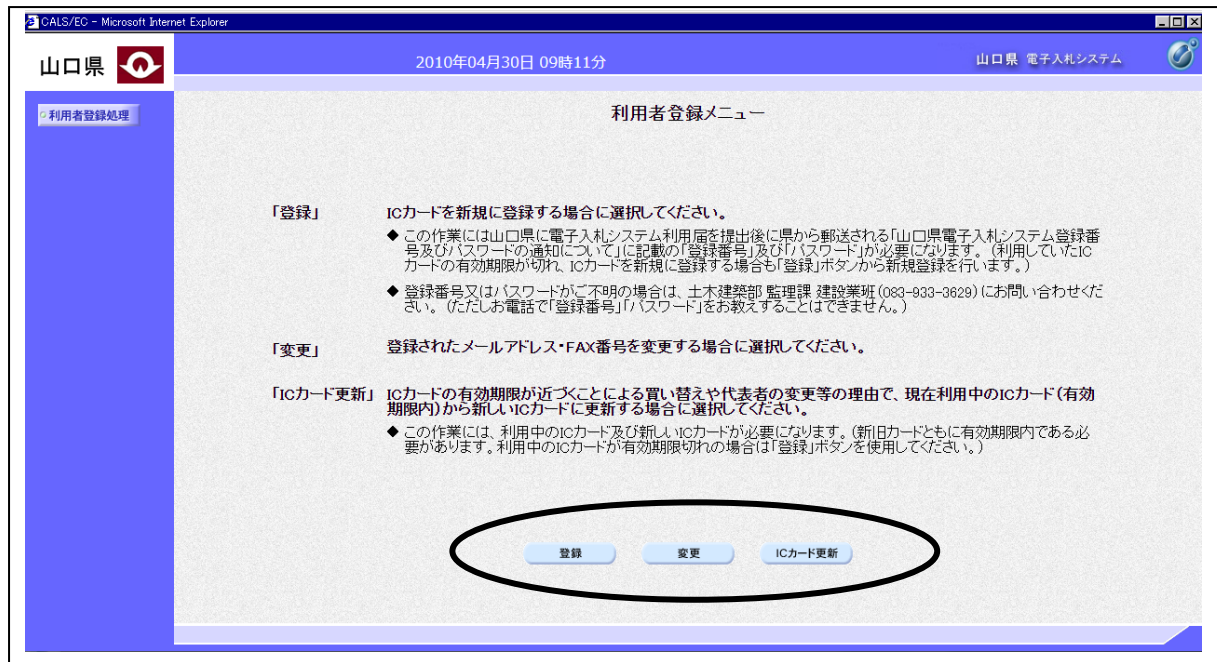 CALS/EC - Microsoft Internet Explorer
山口県
2010年04月30日 09時11分
山口県 電子入札システム
利用者登録処理
利用者登録メニュー
「登録」 ICカードを新規に登録する場合に選択してください。
◆ この作業には山口県に電子入札システム利用届を提出後に県から郵送される「山口県電子入札システム登録番
号及びパスワードの通知について」に記載の「登録番号」及び「パスワード」が必要になります。(利用していたIC
カードの有効期限が切れ、ICカードを新規に登録する場合も「登録」ボタンから新規登録を行います。)
◆ 登録番号又はパスワードがご不明の場合は、土木建築部 監理課 建設業班(083-933-3629)にお問い合わせくだ
さい。(ただしお電話で「登録番号」「パスワード」をお教えすることはできません。)
「変更」 登録されたメールアドレス・FAX番号を変更する場合に選択してください。
「ICカード更新」 ICカードの有効期限が近づくことによる買い替えや代表者の変更等の理由で、現在利用中のICカード(有効
期限内)から新しいICカードに更新する場合に選択してください。
◆ この作業には、利用中のICカード及び新しいICカードが必要になります。(新旧カードともに有効期限内である必
要があります。利用中のICカードが有効期限切れの場合は「登録」ボタンを使用してください。)
登録 変更 ICカード更新